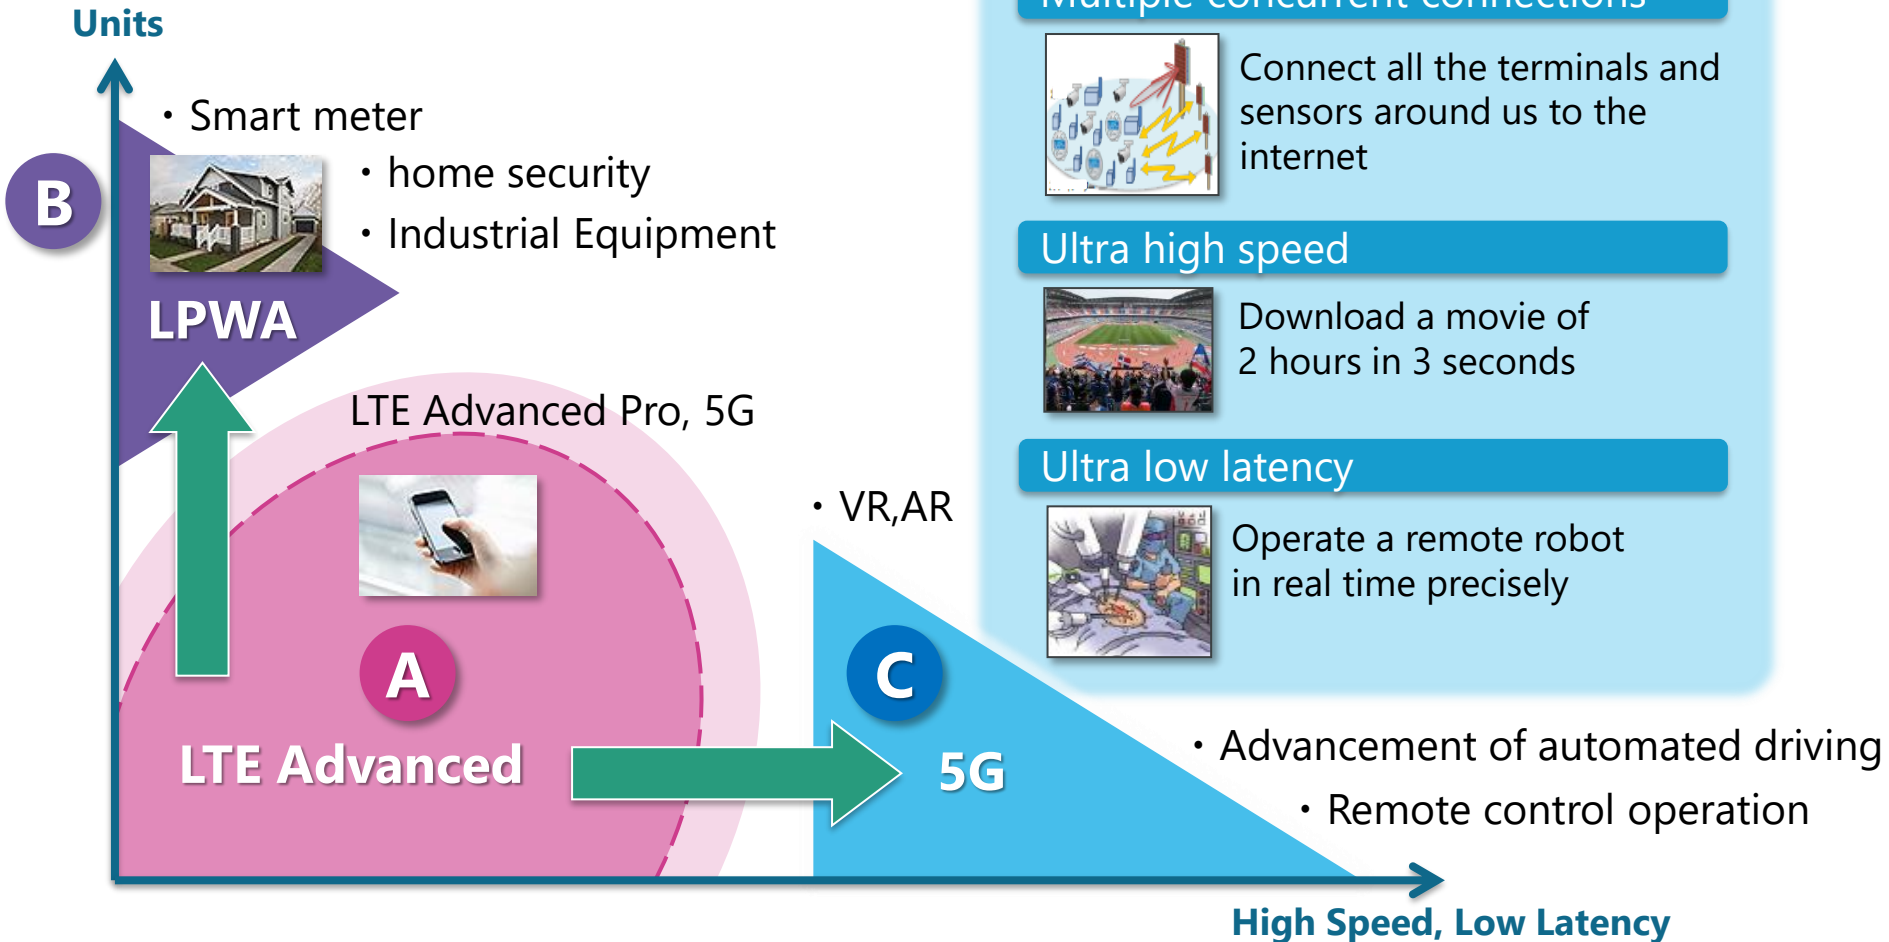 Units
・Smart meter
・home security
・Industrial Equipment
B
LPWA
LTE Advanced Pro, 5G
A
LTE Advanced
・VR,AR
C
5G
・Advancement of automated driving
・Remote control operation
High Speed, Low Latency
Multiple concurrent connections
Connect all the terminals and
sensors around us to the
internet
Ultra high speed
Download a movie of
2 hours in 3 seconds
Ultra low latency
Operate a remote robot
in real time precisely